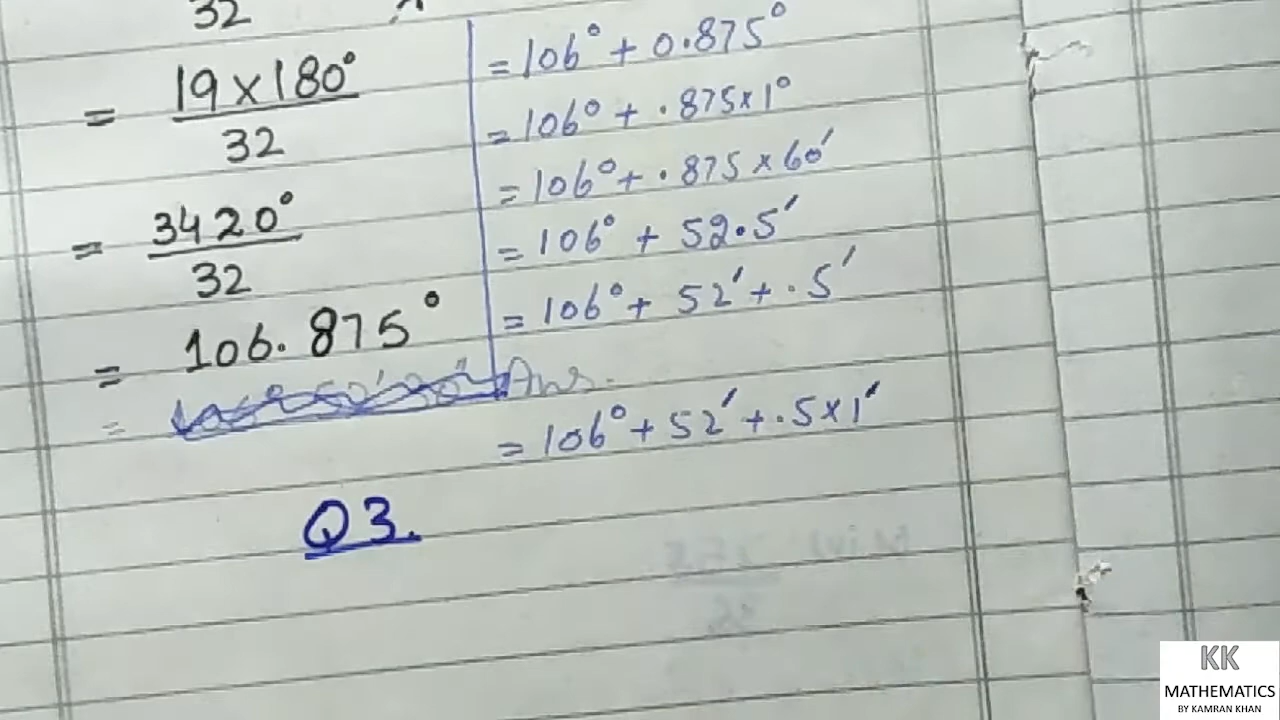 32
= 19 x 180°
32
= 3420°
32
= 106.875°
=
= 106° + 0.875°
= 106° + .875 x 1°
= 106° + .875 x 60′
= 106° + 52.5′
= 106° + 52′ + .5′
Ans.
= 106° + 52′ + .5 x 1′
Q3.
KK
MATHEMATICS
BY KAMRAN KHAN